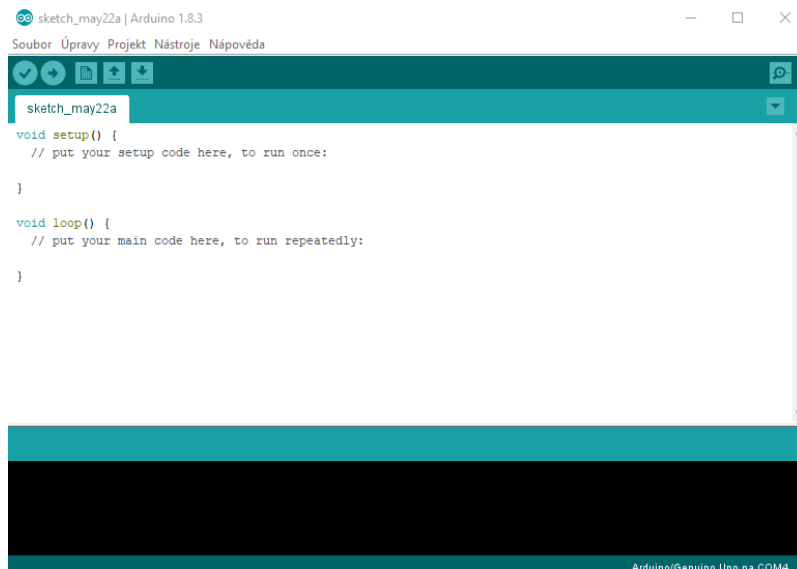 sketch_may22a | Arduino 1.8.3
Soubor Úpravy Projekt Nástroje Nápověda
sketch_may22a
void setup() {
  // put your setup code here, to run once:
}
void loop() {
  // put your main code here, to run repeatedly:
}
Arduino/Genuino Uno na COM4